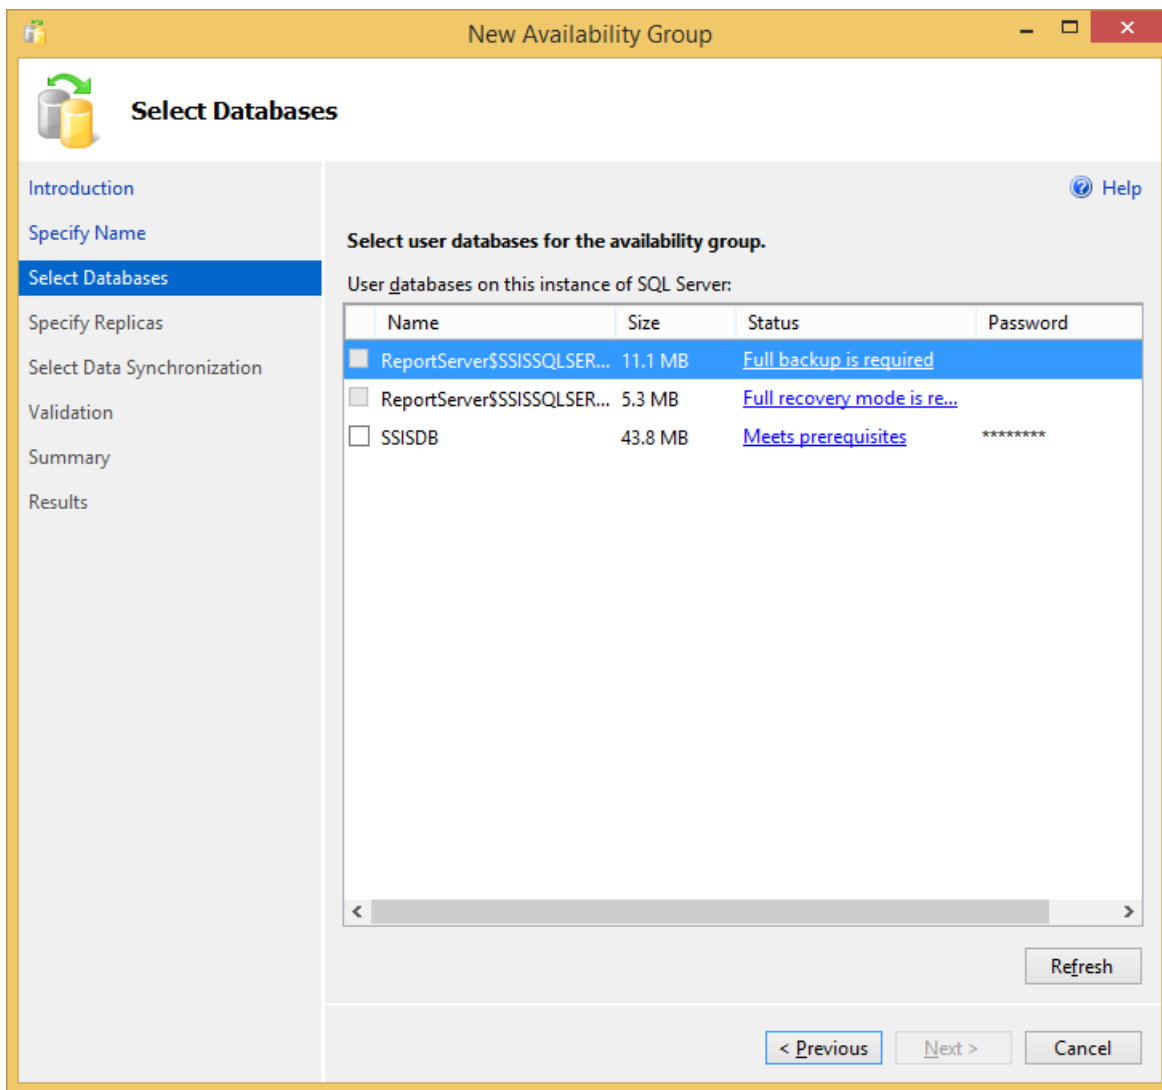 New Availability Group
Select Databases
Introduction
Specify Name
Select Databases
Specify Replicas
Select Data Synchronization
Validation
Summary
Results
Help
Select user databases for the availability group.
User databases on this instance of SQL Server:
Name Size Status Password
ReportServer$SSISSQLSER... 11.1 MB Full backup is required
ReportServer$SSISSQLSER... 5.3 MB Full recovery mode is re...
SSISDB 43.8 MB Meets prerequisites ********
Refresh
< Previous Next > Cancel